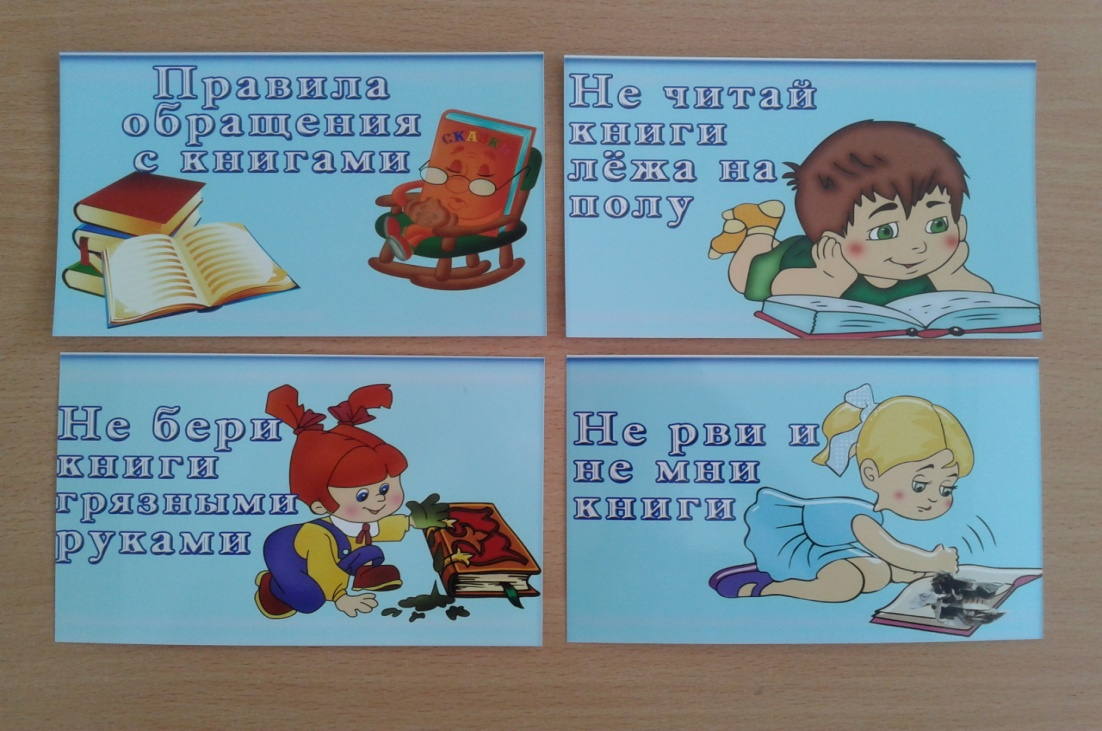 Правила
обращения
с книгами
СКАЗКИ
Не читай
книги
лёжа на
полу
Не бери
книги
грязными
руками
Не рви и
не мни
книги